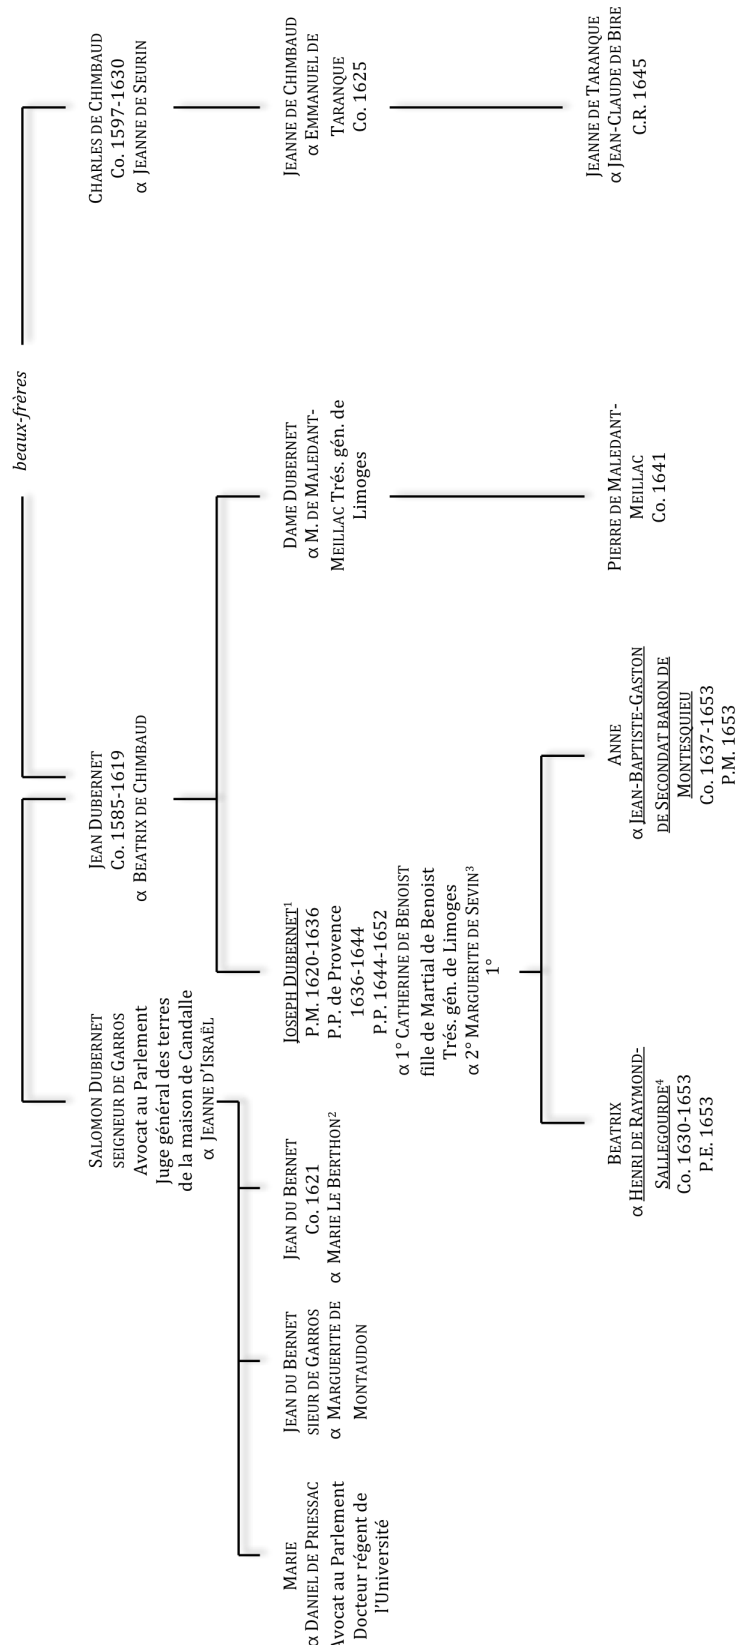 beaux-frères
SALOMON DUBERNET
SEIGNEUR DE GARROS
Avocat au Parlement
Juge général des terres
de la maison de Candalle
α JEANNE D'ISRAËL
JEAN DUBERNET
Co. 1585-1619
α BEATRIX DE CHIMBAUD
CHARLES DE CHIMBAUD
Co. 1597-1630
α JEANNE DE SEURIN
MARIE
α DANIEL DE PRIESSAC
Avocat au Parlement
Docteur régent de
l'Université
JEAN DU BERNET
SIEUR DE GARROS
α MARGUERITE DE
MONTAUDON
JEAN DU BERNET
Co. 1621
α MARIE LE BERTHON²
JOSEPH DUBERNET¹
P.M. 1620-1636
P.P. de Provence
1636-1644
P.P. 1644-1652
α 1° CATHERINE DE BENOIST
fille de Martial de Benoist
Trés. gén. de Limoges
α 2° MARGUERITE DE SEVIN³
1°
DAME DUBERNET
α M. DE MALEDANT-
MEILLAC Trés. gén. de
Limoges
JEANNE DE CHIMBAUD
α EMMANUEL DE
TARANQUE
Co. 1625
BEATRIX
α HENRI DE RAYMOND-
SALLEGOURDE⁴
Co. 1630-1653
P.E. 1653
ANNE
α JEAN-BAPTISTE-GASTON
DE SECONDAT BARON DE
MONTESQUIEU
Co. 1637-1653
P.M. 1653
PIERRE DE MALEDANT-
MEILLAC
Co. 1641
JEANNE DE TARANQUE
α JEAN-CLAUDE DE BIRE
C.R. 1645